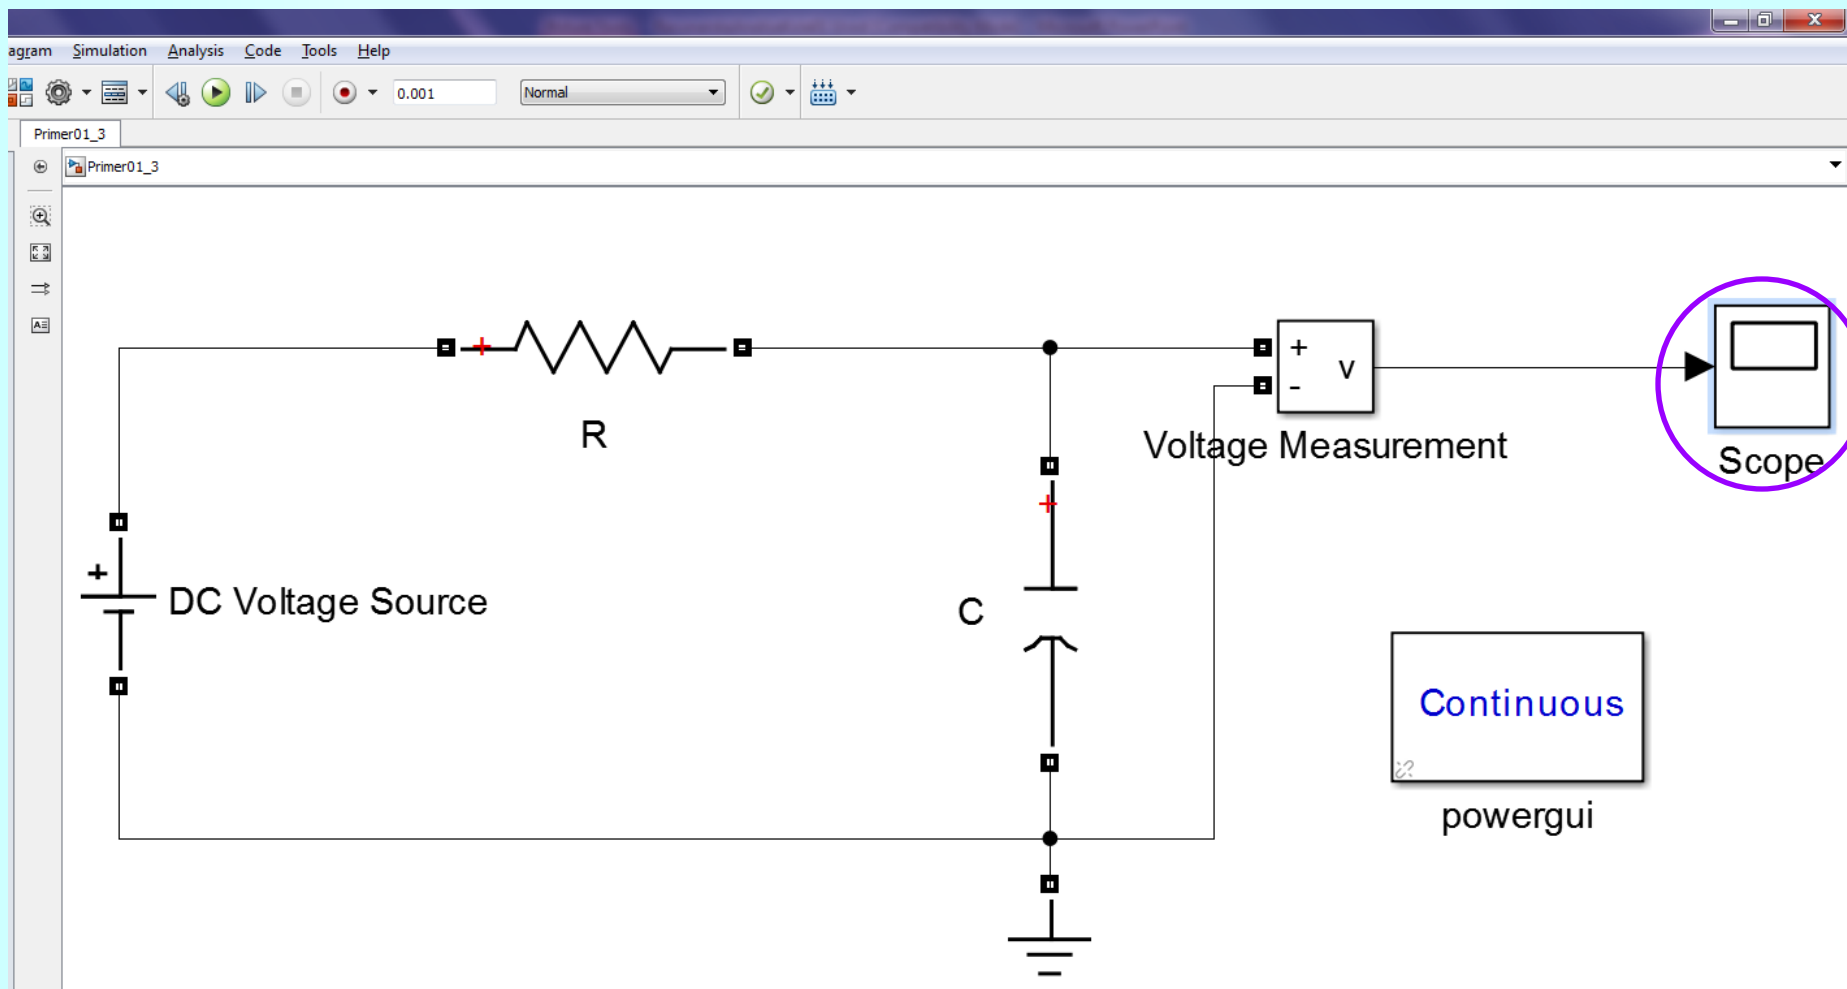 agram Simulation Analysis Code Tools Help
0.001 Normal
Primer01_3
Primer01_3
+ v
-
R
Voltage Measurement
Scope
+
DC Voltage Source
C
Continuous
powergui